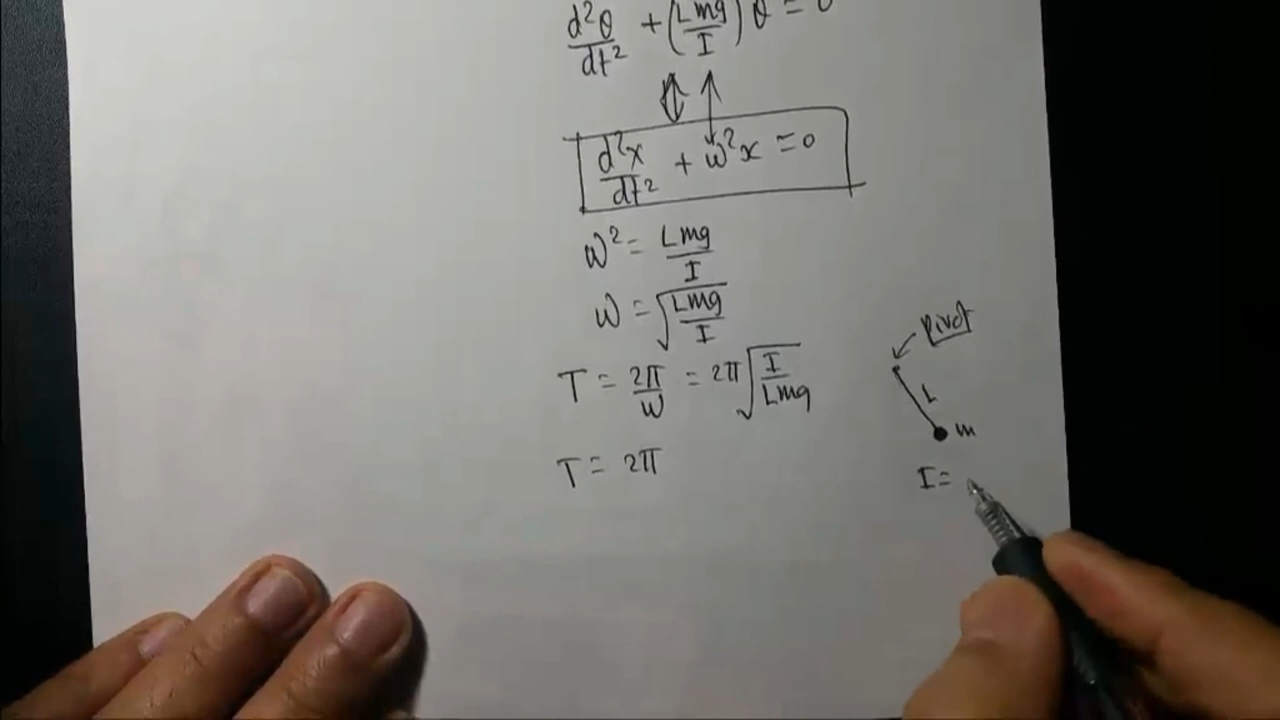 d²θ/dt² + (Lmg/I) θ = 0
d²x/dt² + ω²x = 0
ω² = Lmg/I
ω = √(Lmg/I)
T = 2π/ω = 2π√(I/Lmg)
T = 2π
pivot
L
m
I =